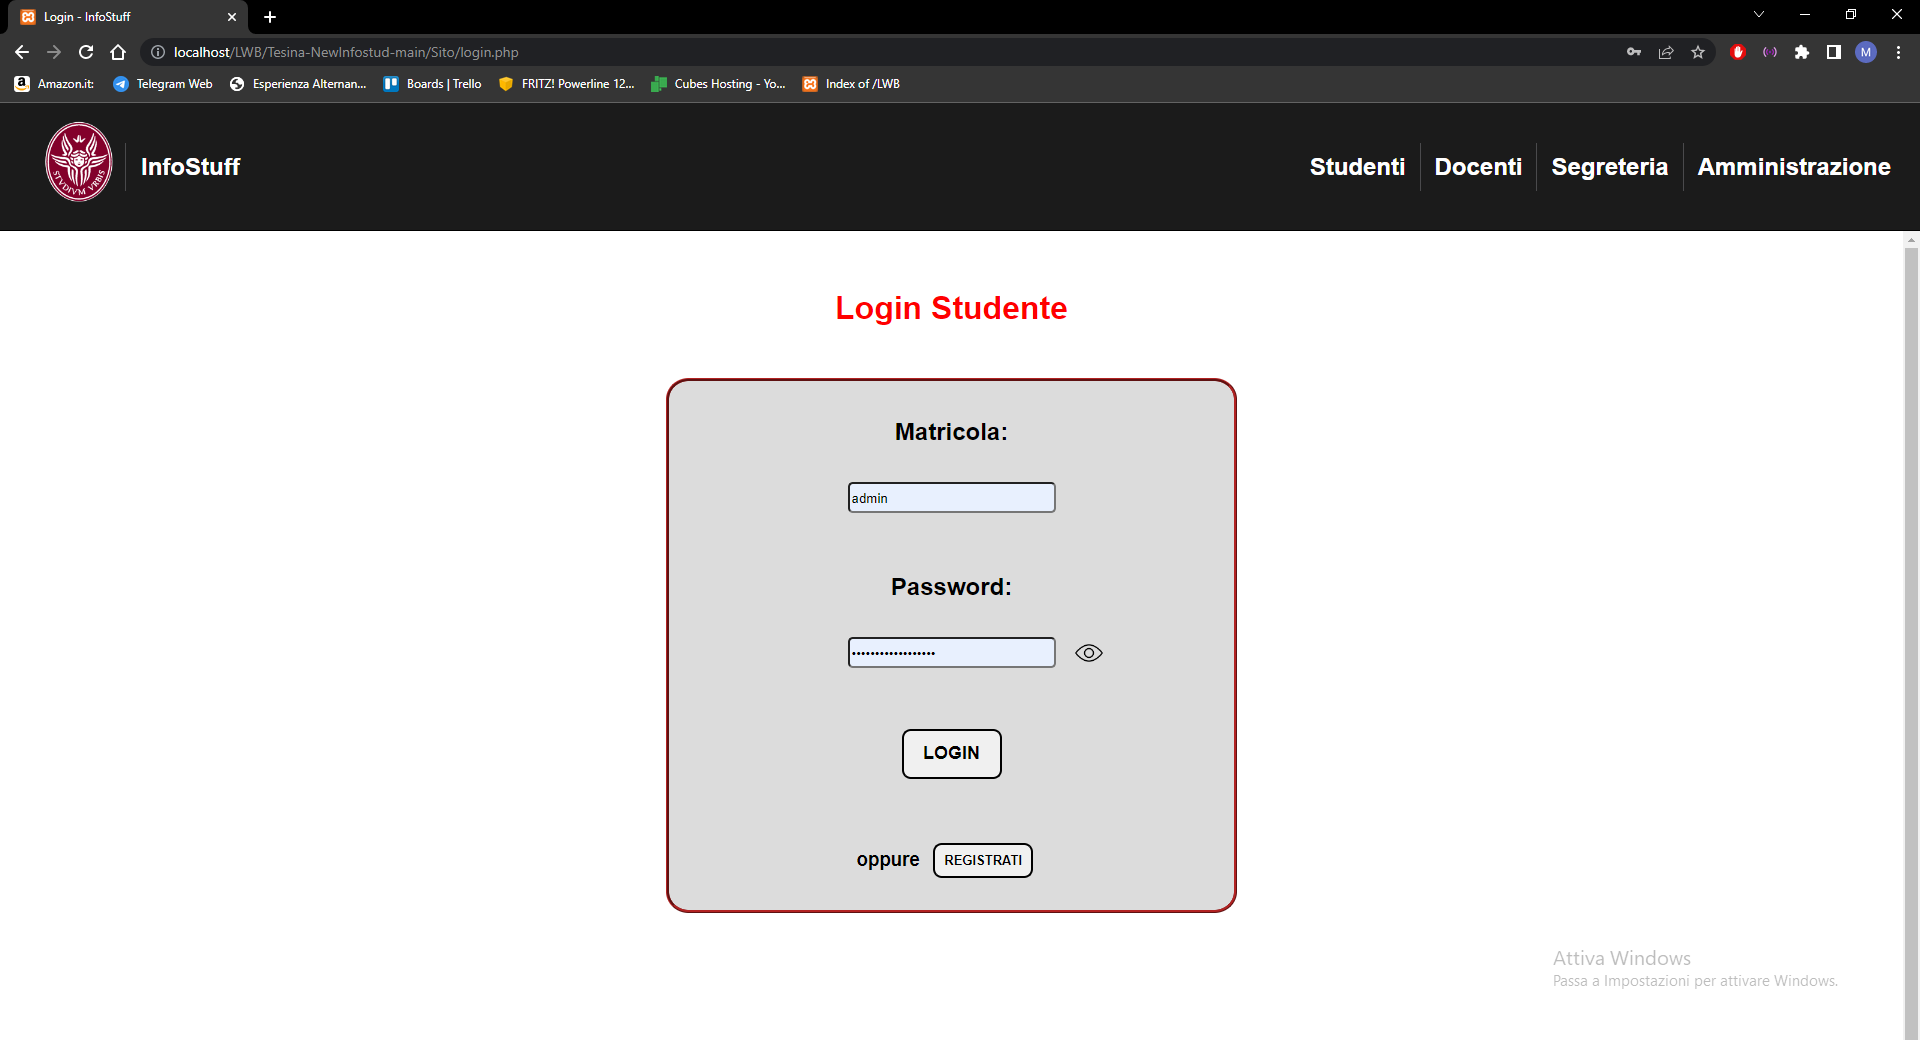 Login - InfoStuff
localhost/LWB/Tesina-NewInfostud-main/Sito/login.php
M
Amazon.it: Telegram Web Esperienza Alternan... Boards | Trello FRITZ! Powerline 12... Cubes Hosting - Yo... Index of /LWB
STVDIVM VRBIS
InfoStuff Studenti Docenti Segreteria Amministrazione
Login Studente
Matricola:
admin
Password:
••••••••••••••••••
LOGIN
oppure REGISTRATI
Attiva Windows
Passa a Impostazioni per attivare Windows.